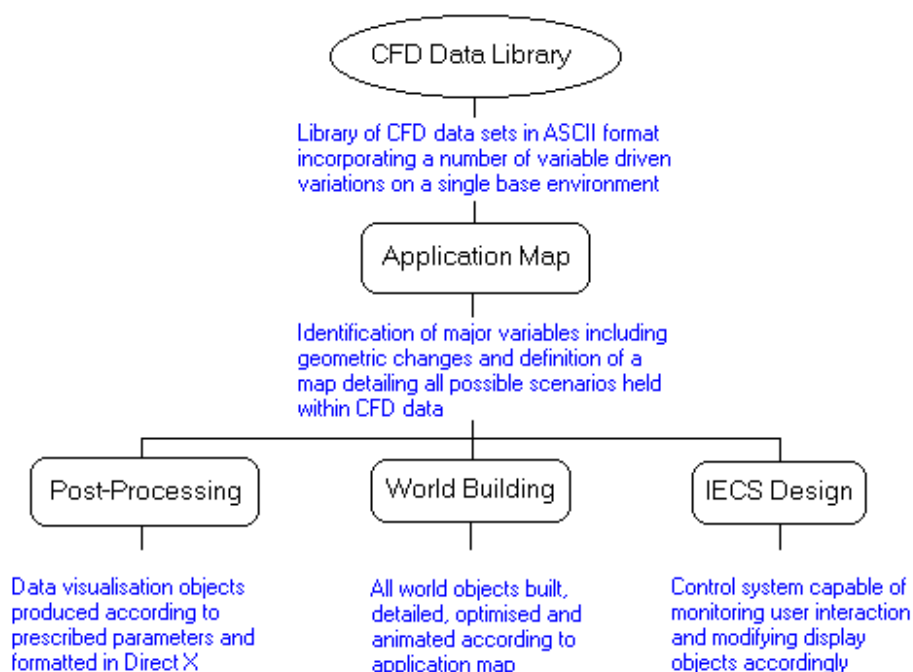 CFD Data Library
Library of CFD data sets in ASCII format
incorporating a number of variable driven
variations on a single base environment
Application Map
Identification of major variables including
geometric changes and definition of a
map detailing all possible scenarios held
within CFD data
Post-Processing
Data visualisation objects
produced according to
prescribed parameters and
formatted in Direct X
World Building
All world objects built,
detailed, optimised and
animated according to
application map
IECS Design
Control system capable of
monitoring user interaction
and modifying display
objects accordingly